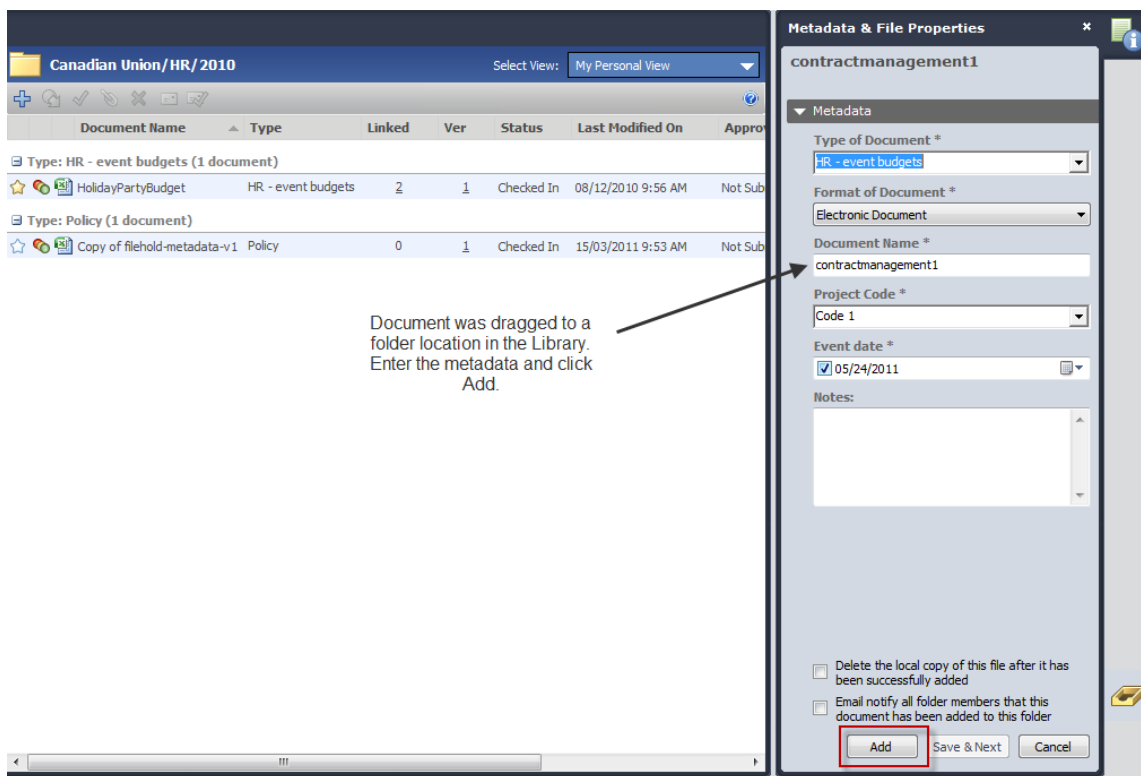 Metadata & File Properties
Canadian Union/HR/2010
Select View:
My Personal View
contractmanagement1
Document Name
Type
Linked
Ver
Status
Last Modified On
Appro
Type: HR - event budgets (1 document)
HolidayPartyBudget
HR - event budgets
2
1
Checked In
08/12/2010 9:56 AM
Not Sub
Type: Policy (1 document)
Copy of filehold-metadata-v1
Policy
0
1
Checked In
15/03/2011 9:53 AM
Not Sub
Document was dragged to a
folder location in the Library.
Enter the metadata and click
Add.
Metadata
Type of Document *
HR - event budgets
Format of Document *
Electronic Document
Document Name *
contractmanagement1
Project Code *
Code 1
Event date *
05/24/2011
Notes:
Delete the local copy of this file after it has
been successfully added
Email notify all folder members that this
document has been added to this folder
Add
Save & Next
Cancel